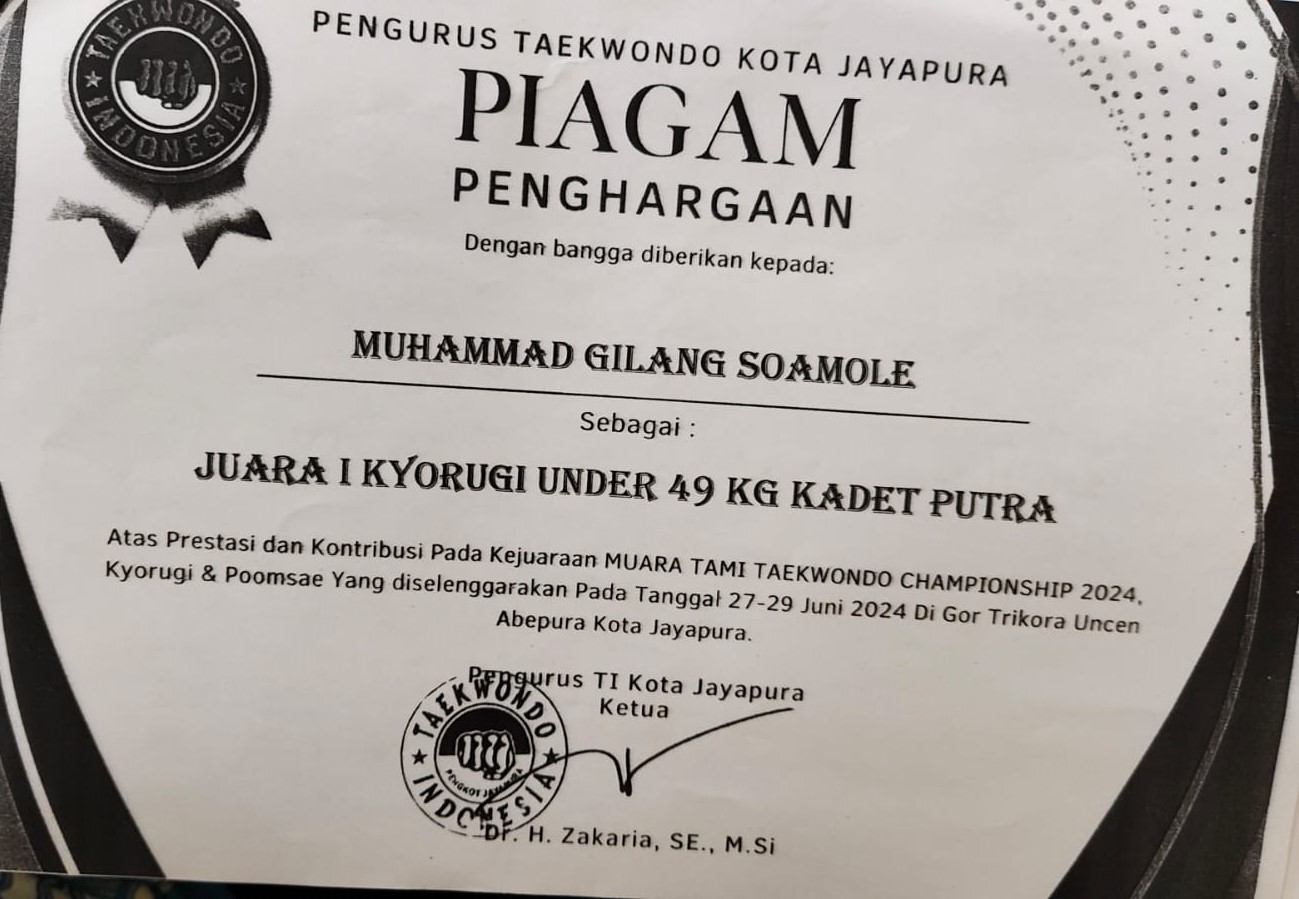 TAEKWONDO
INDONESIA
PENGURUS TAEKWONDO KOTA JAYAPURA
PIAGAM
PENGHARGAAN
Dengan bangga diberikan kepada:
MUHAMMAD GILANG SOAMOLE
Sebagai :
JUARA I KYORUGI UNDER 49 KG KADET PUTRA
Atas Prestasi dan Kontribusi Pada Kejuaraan MUARA TAMI TAEKWONDO CHAMPIONSHIP 2024,
Kyorugi & Poomsae Yang diselenggarakan Pada Tanggal 27-29 Juni 2024 Di Gor Trikora Uncen
Abepura Kota Jayapura.
Pengurus TI Kota Jayapura
Ketua
TAEKWONDO
PENGKOT JAYAPURA
INDONESIA
Dr. H. Zakaria, SE., M.Si